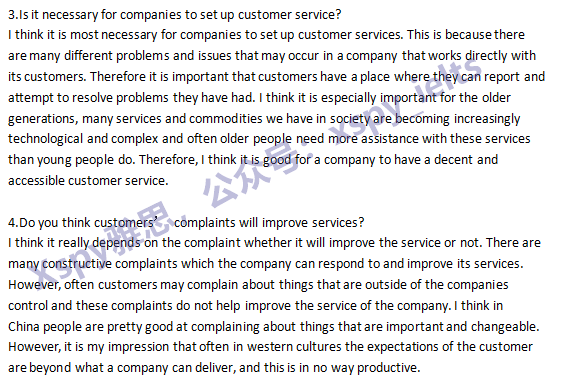 3.Is it necessary for companies to set up customer service?
I think it is most necessary for companies to set up customer services. This is because there
are many different problems and issues that may occur in a company that works directly with
its customers. Therefore it is important that customers have a place where they can report and
attempt to resolve problems they have had. I think it is especially important for the older
generations, many services and commodities we have in society are becoming increasingly
technological and complex and often older people need more assistance with these services
than young people do. Therefore, I think it is good for a company to have a decent and
accessible customer service.
4.Do you think customers’ complaints will improve services?
I think it really depends on the complaint whether it will improve the service or not. There are
many constructive complaints which the company can respond to and improve its services.
However, often customers may complain about things that are outside of the companies
control and these complaints do not help improve the service of the company. I think in
China people are pretty good at complaining about things that are important and changeable.
However, it is my impression that often in western cultures the expectations of the customer
are beyond what a company can deliver, and this is in no way productive.
Xspy雅思，公众号：xspy_ielts